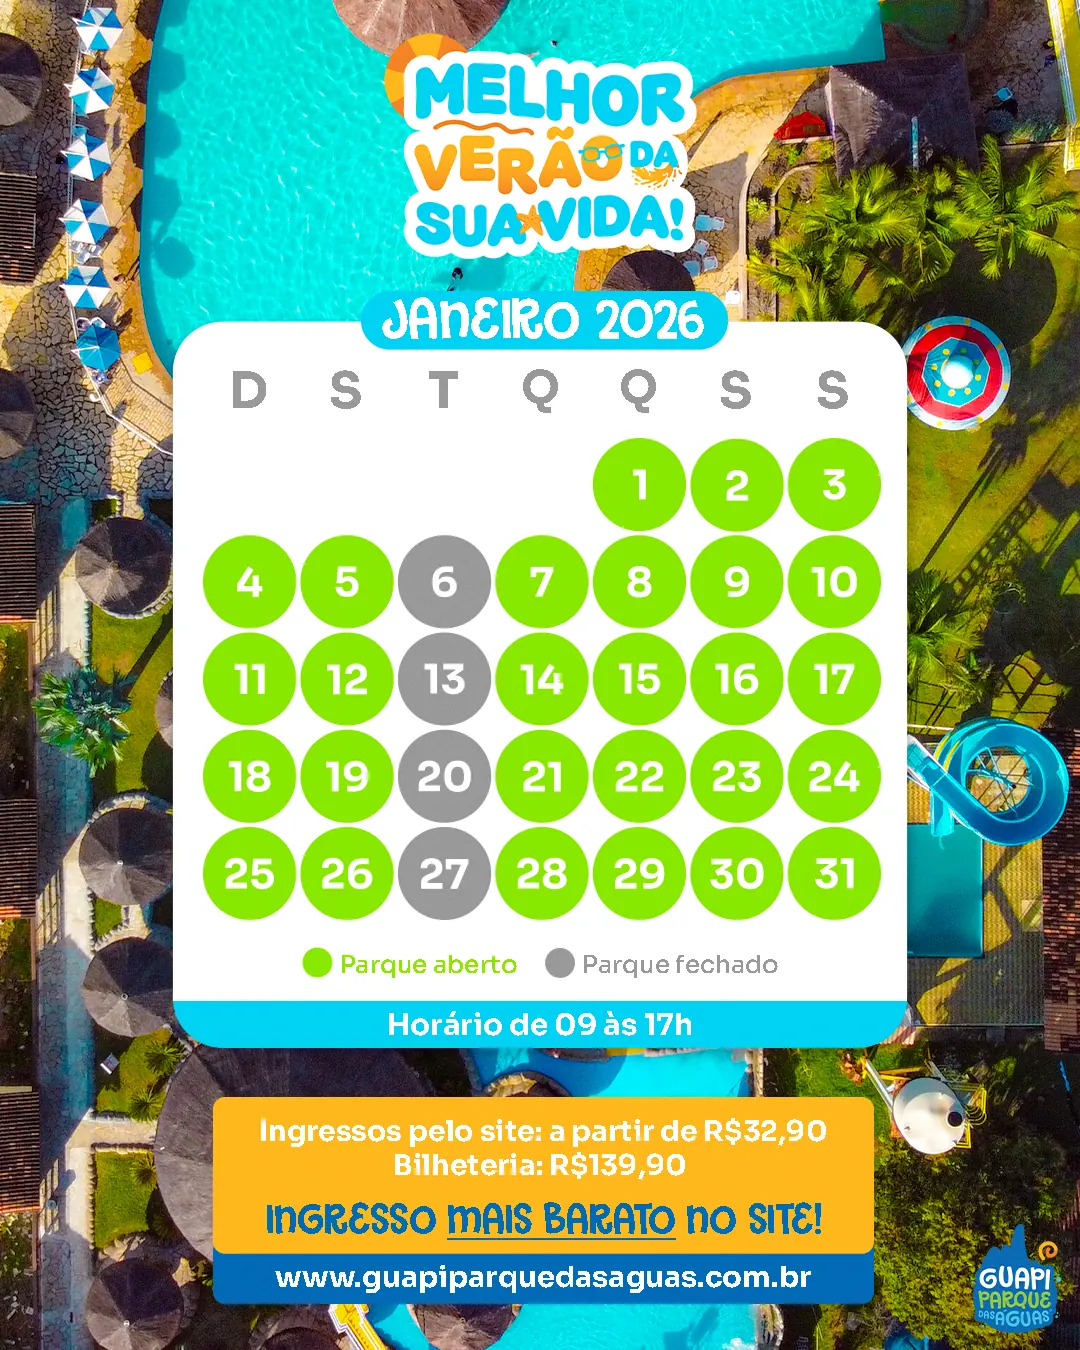 MELHOR
VERÃO DA
SUA VIDA!
JANEIRO 2026
D S T Q Q S S
1 2 3
4 5 6 7 8 9 10
11 12 13 14 15 16 17
18 19 20 21 22 23 24
25 26 27 28 29 30 31
Parque aberto Parque fechado
Horário de 09 às 17h
Ingressos pelo site: a partir de R$32,90
Bilheteria: R$139,90
INGRESSO MAIS BARATO NO SITE!
www.guapiparquedasaguas.com.br
GUAPI
PARQUE
DAS ÁGUAS